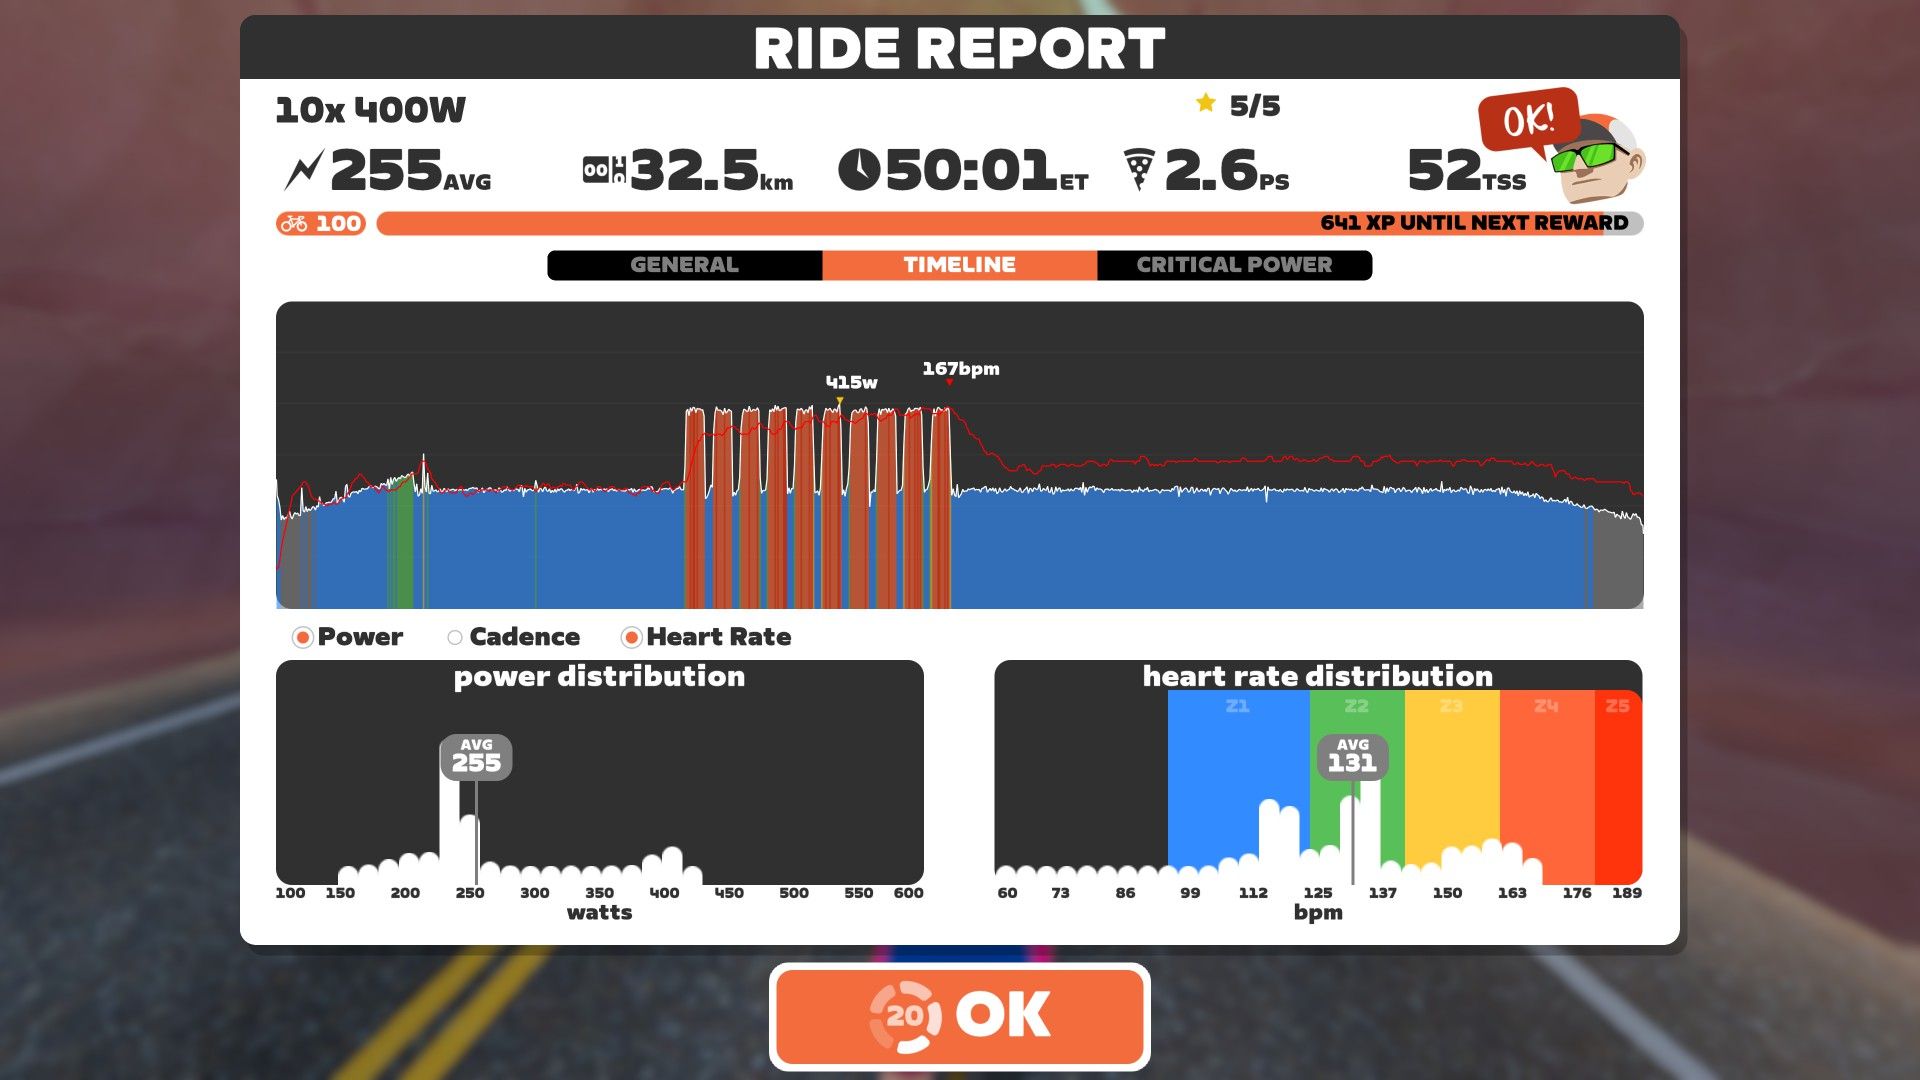 RIDE REPORT
10x 400W
5/5
OK!
255AVG
32.5km
50:01ET
2.6PS
52TSS
100
641 XP UNTIL NEXT REWARD
GENERAL
TIMELINE
CRITICAL POWER
415w
167bpm
Power
Cadence
Heart Rate
power distribution
AVG
255
100 150 200 250 300 350 400 450 500 550 600
watts
heart rate distribution
Z1 Z2 Z3 Z4 Z5
AVG
131
60 73 86 99 112 125 137 150 163 176 189
bpm
20 OK